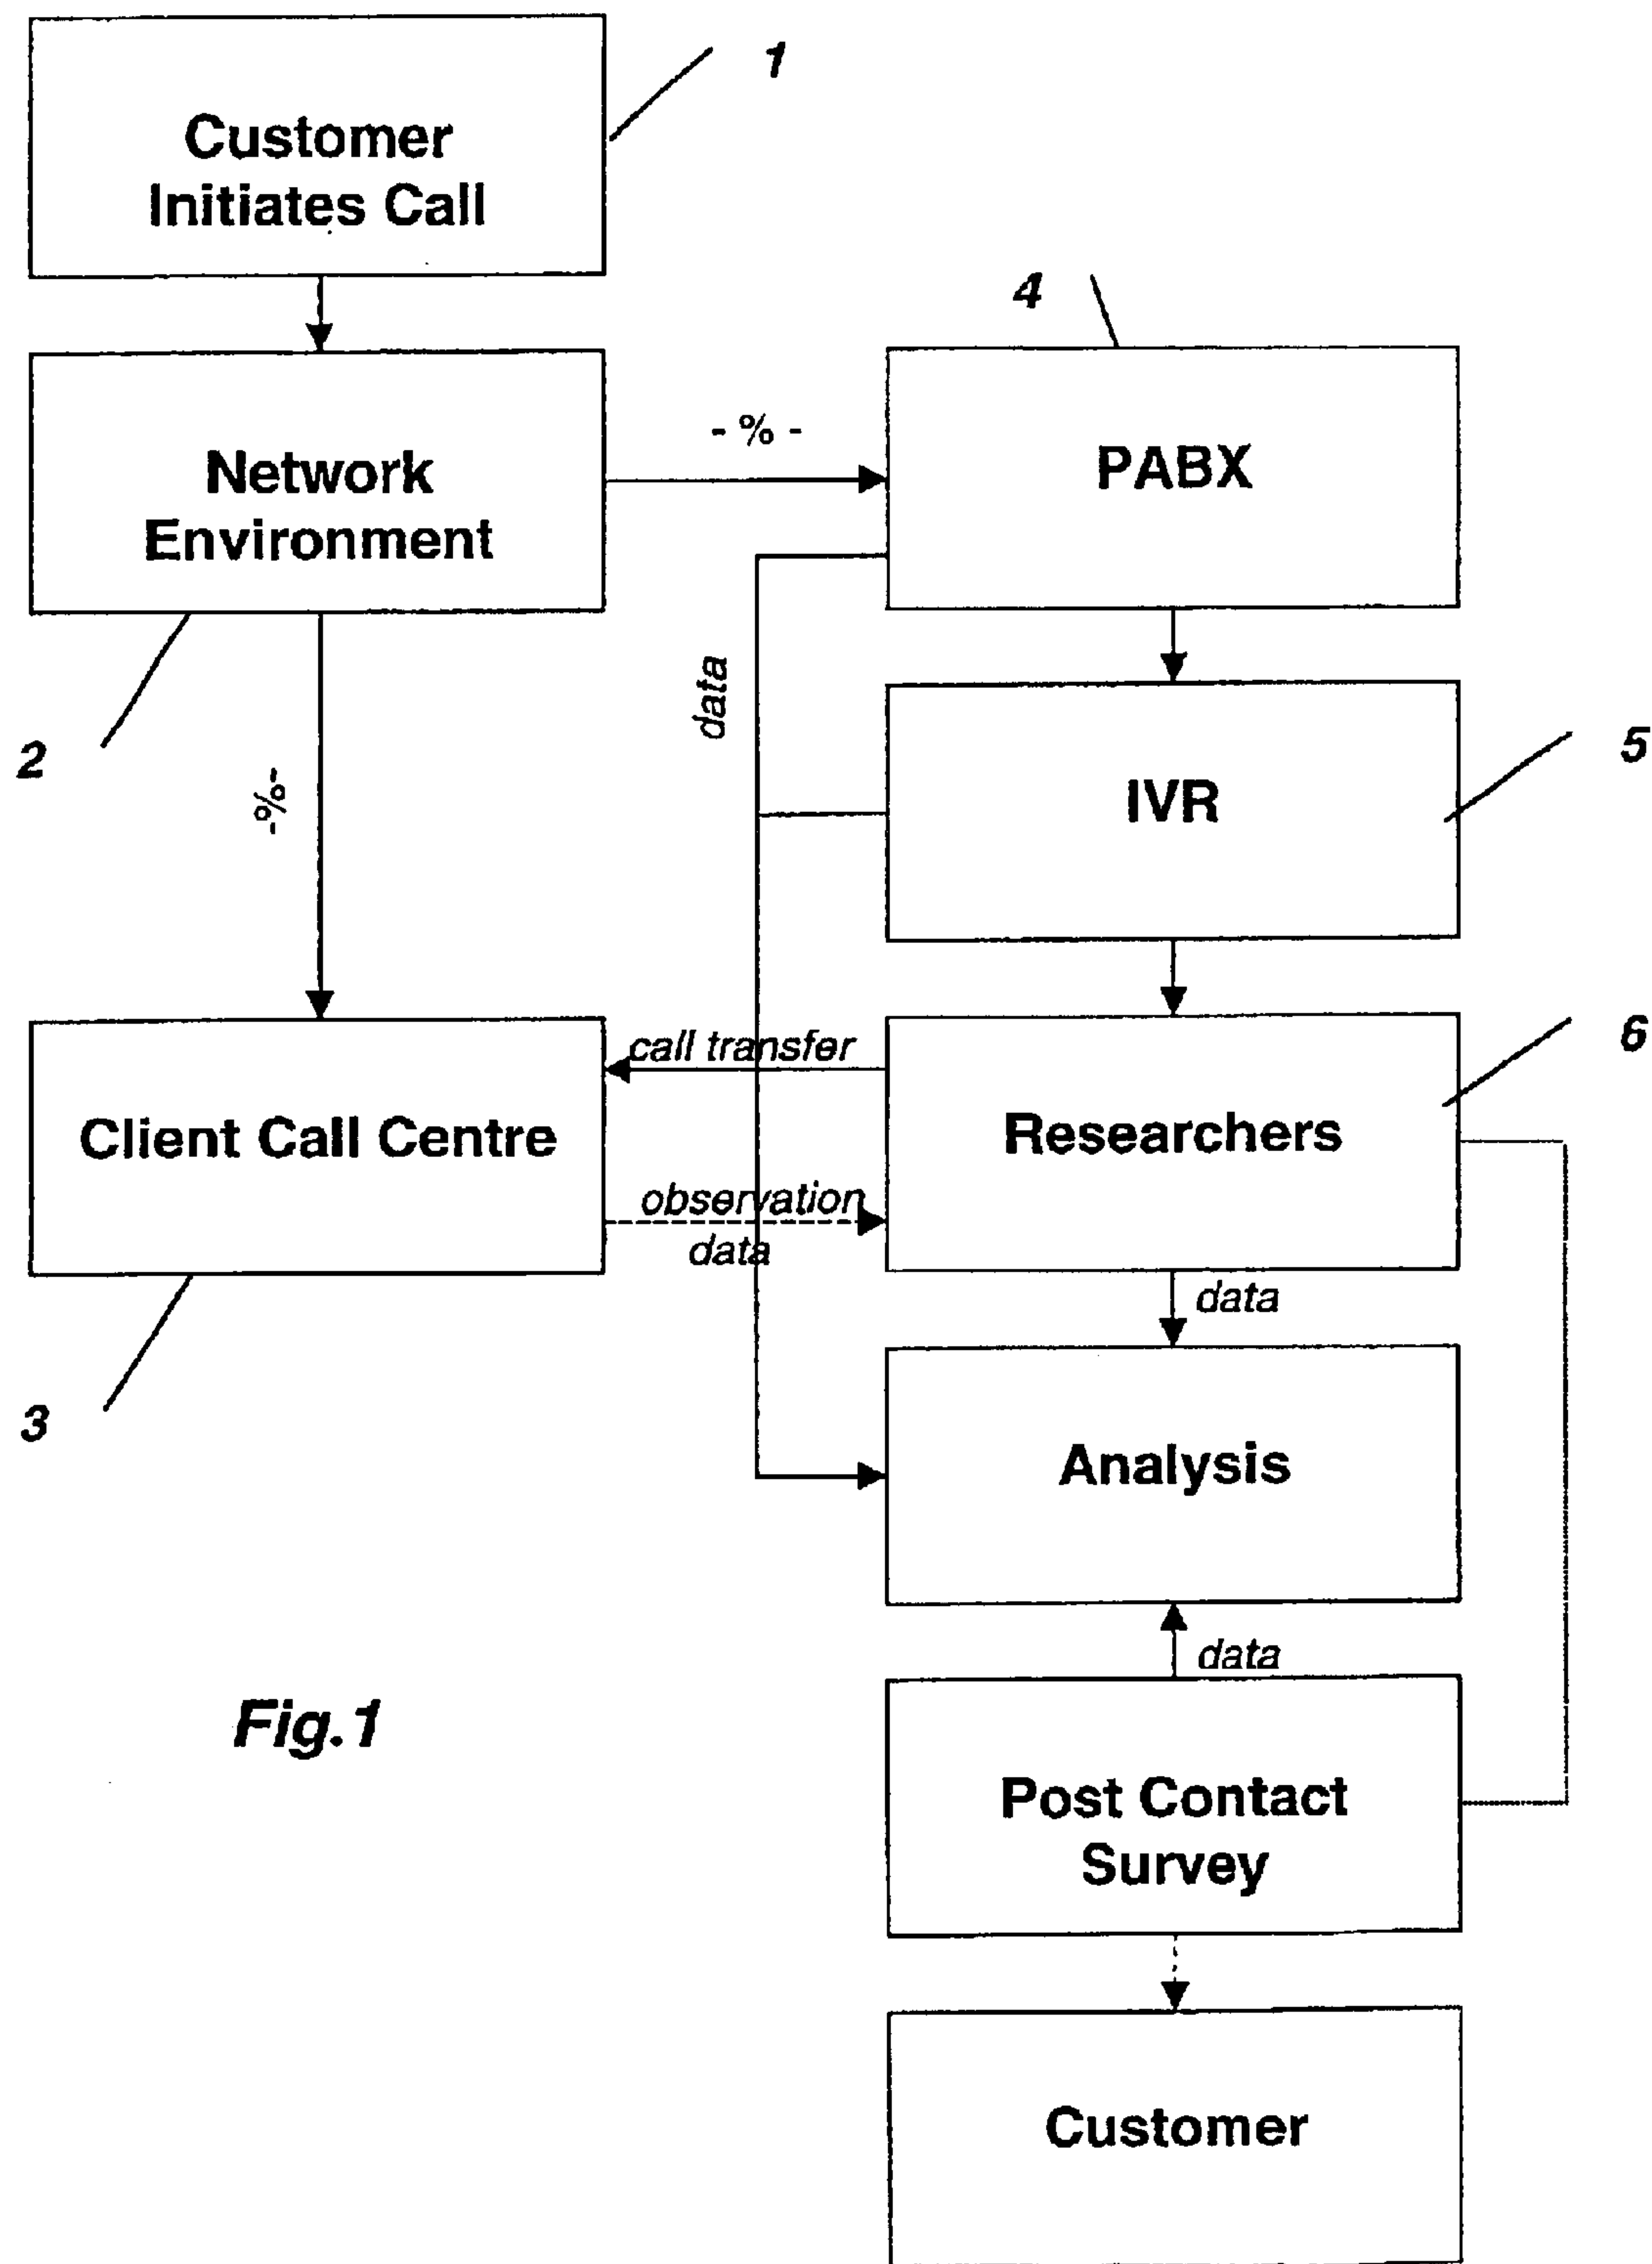 1
Customer
Initiates Call
4
- % -
PABX
Network
Environment
data
2
-%-
5
IVR
6
call transfer
Researchers
Client Call Centre
observation
data
data
3
Analysis
data
Fig.1
Post Contact
Survey
Customer